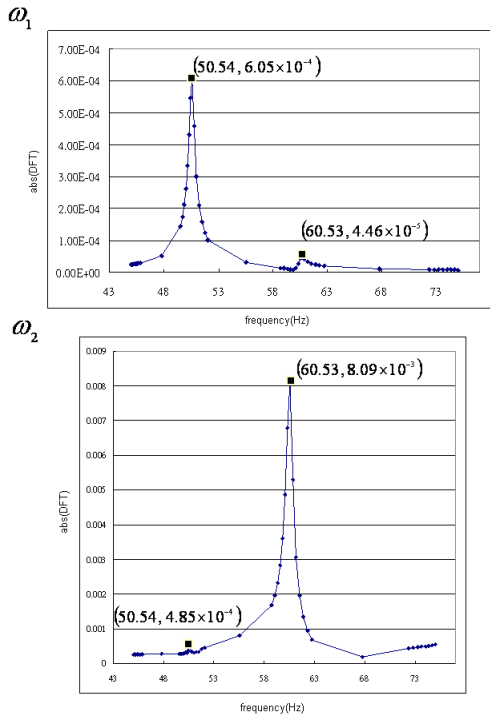 ω₁
7.00E-04
6.00E-04
5.00E-04
4.00E-04
3.00E-04
2.00E-04
1.00E-04
0.00E+00
abs(DFT)
(50.54, 6.05×10⁻⁴)
(60.53, 4.46×10⁻⁵)
43 48 53 58 63 68 73
frequency(Hz)
ω₂
0.009
0.008
0.007
0.006
0.005
0.004
0.003
0.002
0.001
0
abs(DFT)
(60.53, 8.09×10⁻³)
(50.54, 4.85×10⁻⁴)
43 48 53 58 63 68 73
frequency(Hz)